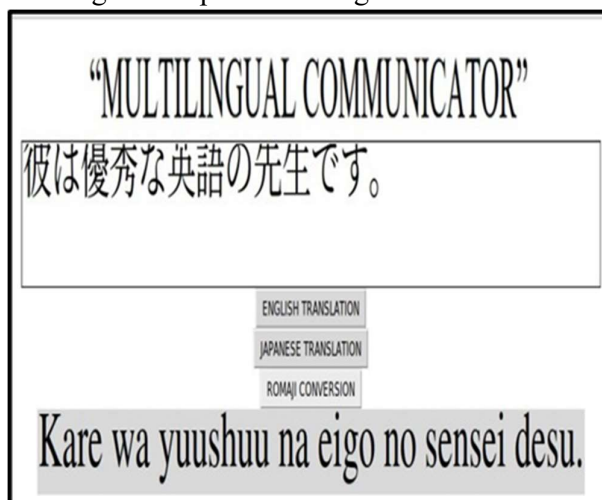 “MULTILINGUAL COMMUNICATOR”
彼は優秀な英語の先生です。
ENGLISH TRANSLATION
JAPANESE TRANSLATION
ROMAJI CONVERSION
Kare wa yuushuu na eigo no sensei desu.